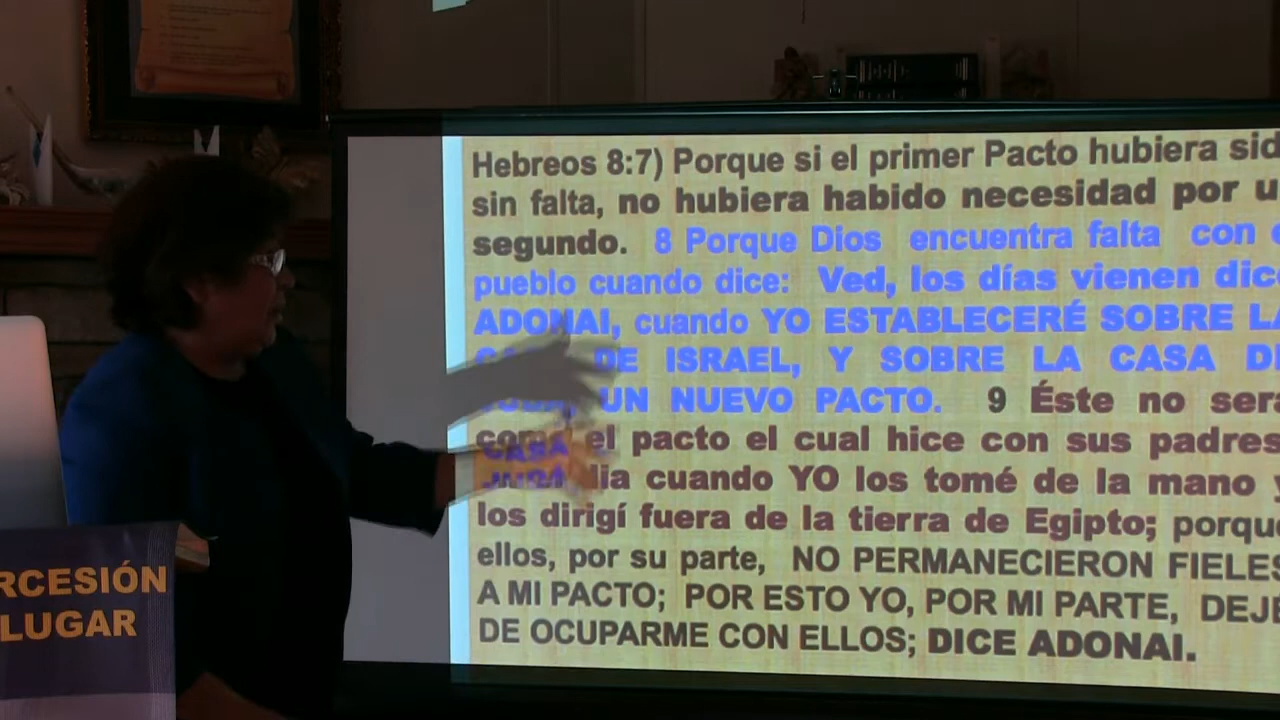 Hebreos 8:7) Porque si el primer Pacto hubiera sid
sin falta, no hubiera habido necesidad por u
segundo. 8 Porque Dios encuentra falta con e
pueblo cuando dice: Ved, los días vienen dic
ADONAI, cuando YO ESTABLECERÉ SOBRE LA
DE ISRAEL, Y SOBRE LA CASA DE
UN NUEVO PACTO. 9 Éste no será
como el pacto el cual hice con sus padres
día cuando YO los tomé de la mano y
los dirigí fuera de la tierra de Egipto; porque
ellos, por su parte, NO PERMANECIERON FIELES
A MI PACTO; POR ESTO YO, POR MI PARTE, DEJÉ
DE OCUPARME CON ELLOS; DICE ADONAI.
CASA
JUDÁ
RCESIÓN
LUGAR